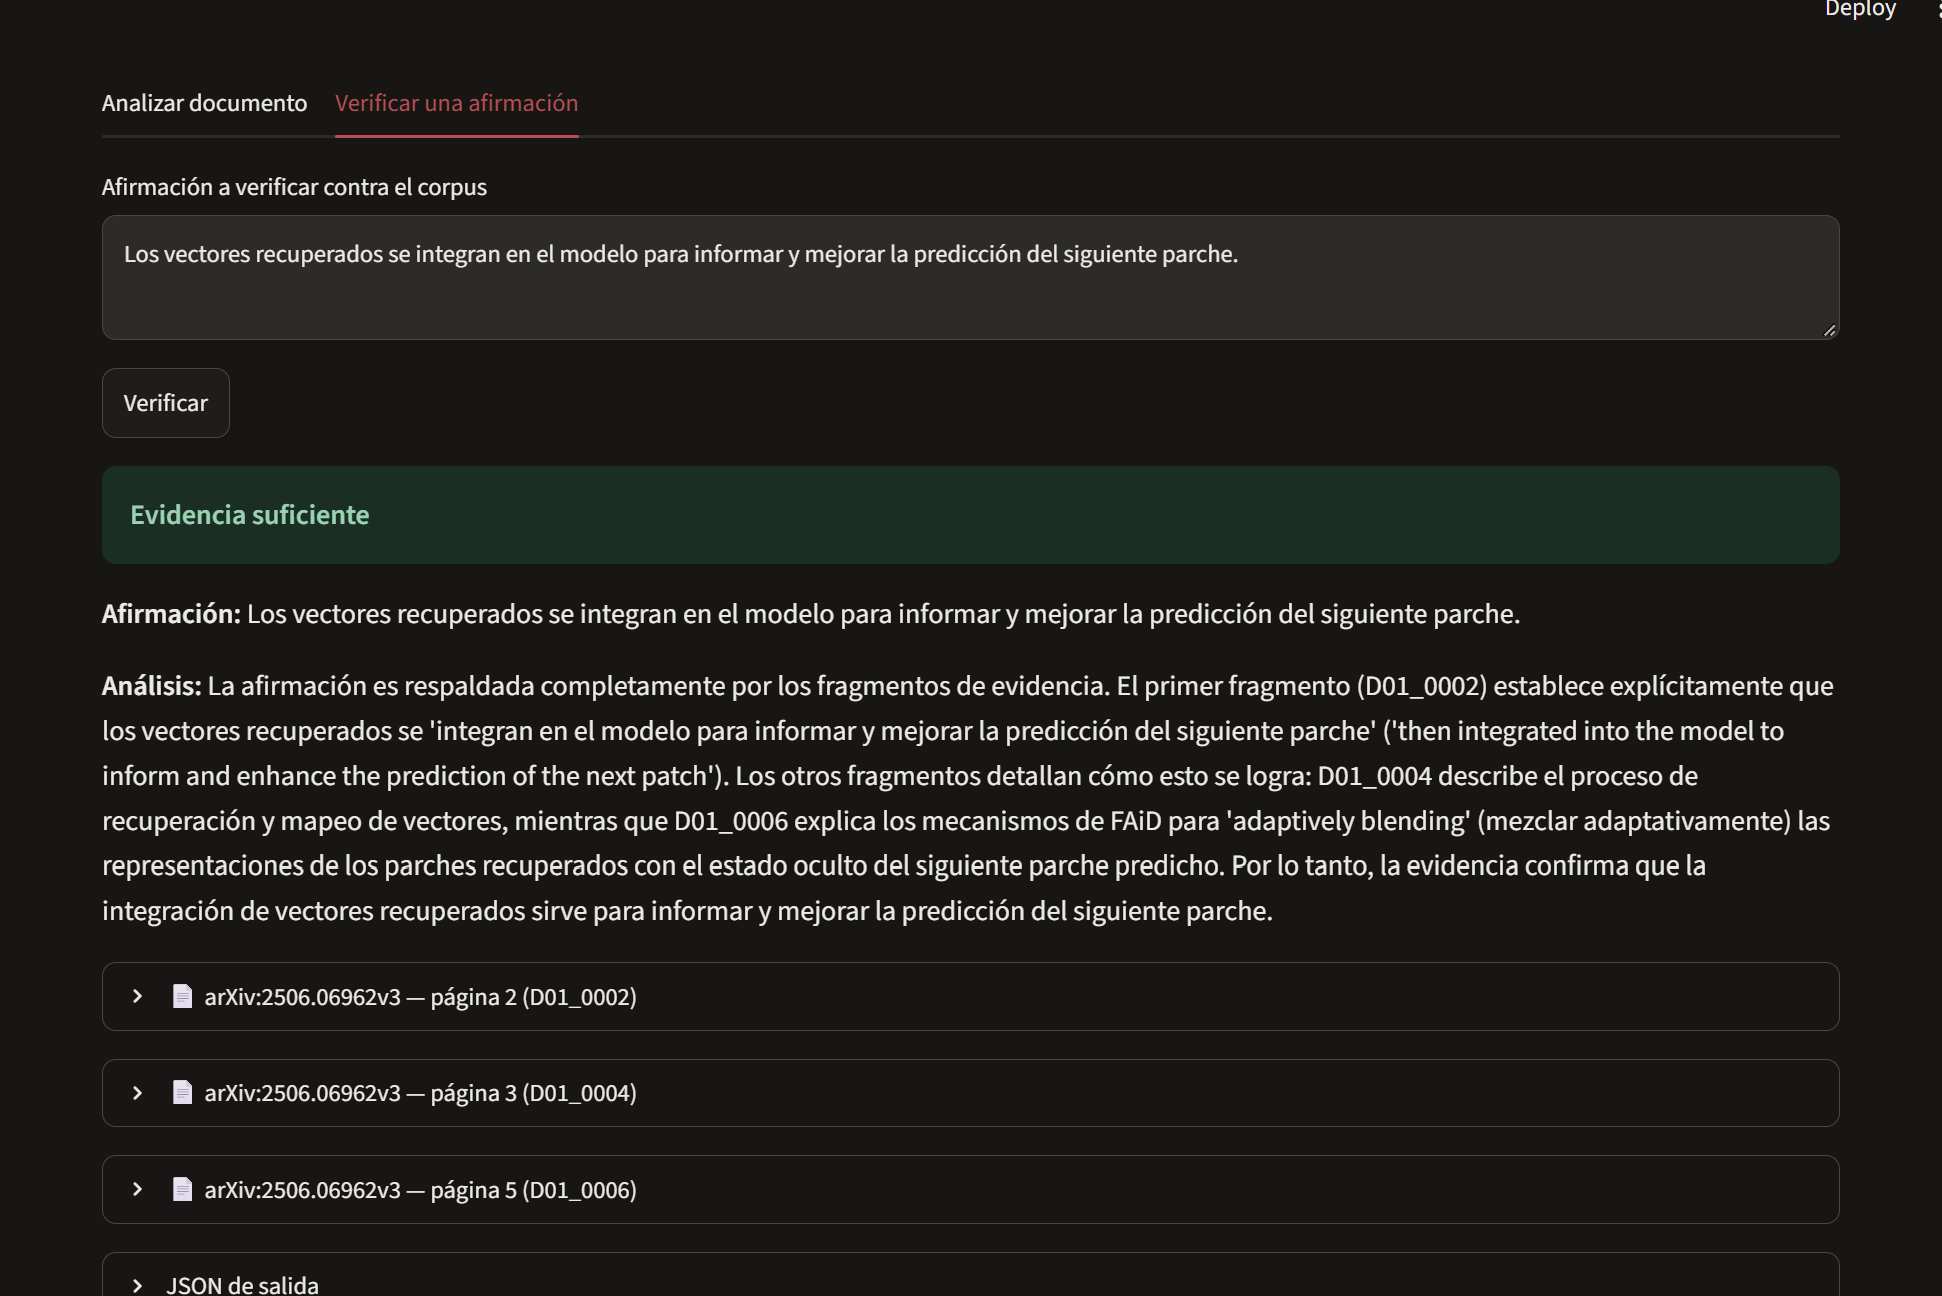 Deploy
Analizar documento
Verificar una afirmación
Afirmación a verificar contra el corpus
Los vectores recuperados se integran en el modelo para informar y mejorar la predicción del siguiente parche.
Verificar
Evidencia suficiente
Afirmación: Los vectores recuperados se integran en el modelo para informar y mejorar la predicción del siguiente parche.
Análisis: La afirmación es respaldada completamente por los fragmentos de evidencia. El primer fragmento (D01_0002) establece explícitamente que
los vectores recuperados se 'integran en el modelo para informar y mejorar la predicción del siguiente parche' ('then integrated into the model to
inform and enhance the prediction of the next patch'). Los otros fragmentos detallan cómo esto se logra: D01_0004 describe el proceso de
recuperación y mapeo de vectores, mientras que D01_0006 explica los mecanismos de FAiD para 'adaptively blending' (mezclar adaptativamente) las
representaciones de los parches recuperados con el estado oculto del siguiente parche predicho. Por lo tanto, la evidencia confirma que la
integración de vectores recuperados sirve para informar y mejorar la predicción del siguiente parche.
arXiv:2506.06962v3 — página 2 (D01_0002)
arXiv:2506.06962v3 — página 3 (D01_0004)
arXiv:2506.06962v3 — página 5 (D01_0006)
JSON de salida